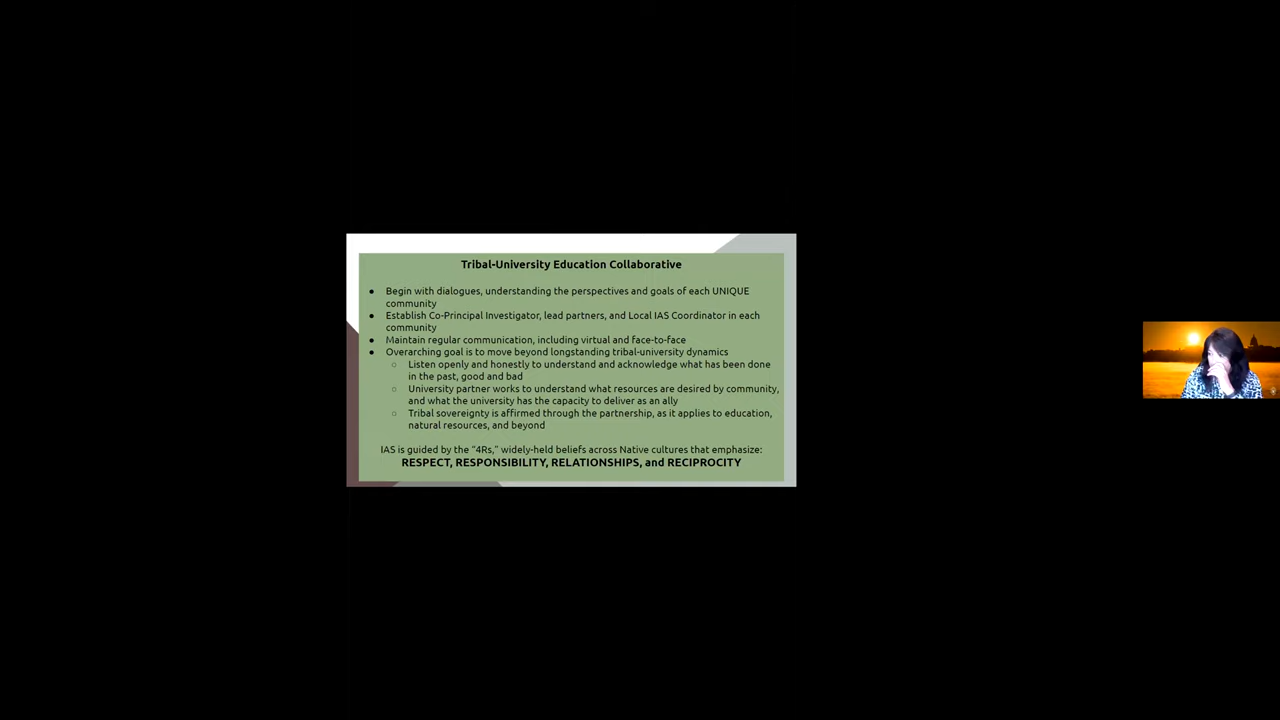 Tribal-University Education Collaborative
● Begin with dialogues, understanding the perspectives and goals of each UNIQUE
community
● Establish Co-Principal Investigator, lead partners, and Local IAS Coordinator in each
community
● Maintain regular communication, including virtual and face-to-face
● Overarching goal is to move beyond longstanding tribal-university dynamics
○ Listen openly and honestly to understand and acknowledge what has been done
in the past, good and bad
○ University partner works to understand what resources are desired by community,
and what the university has the capacity to deliver as an ally
○ Tribal sovereignty is affirmed through the partnership, as it applies to education,
natural resources, and beyond
IAS is guided by the “4Rs,” widely-held beliefs across Native cultures that emphasize:
RESPECT, RESPONSIBILITY, RELATIONSHIPS, and RECIPROCITY